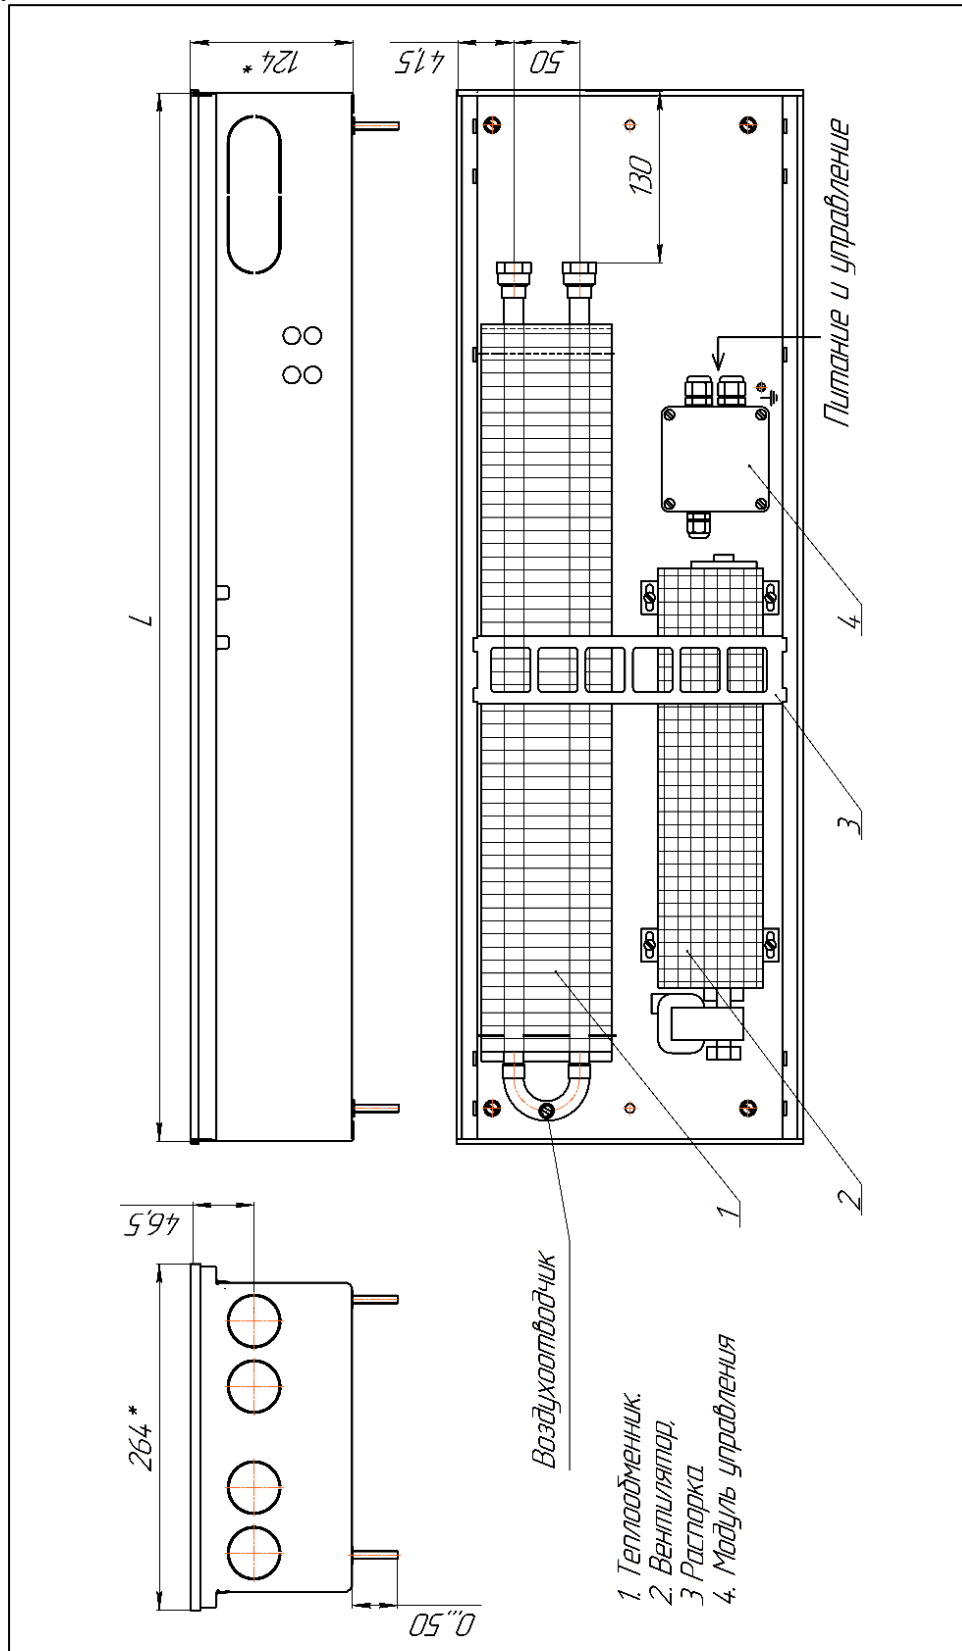 46,5
264*
0...50
L
124*
41,5
50
130
Питание и управление
4
3
2
1
Воздухоотводчик
1. Теплообменник.
2. Вентилятор,
3 Распорка.
4. Модуль управления